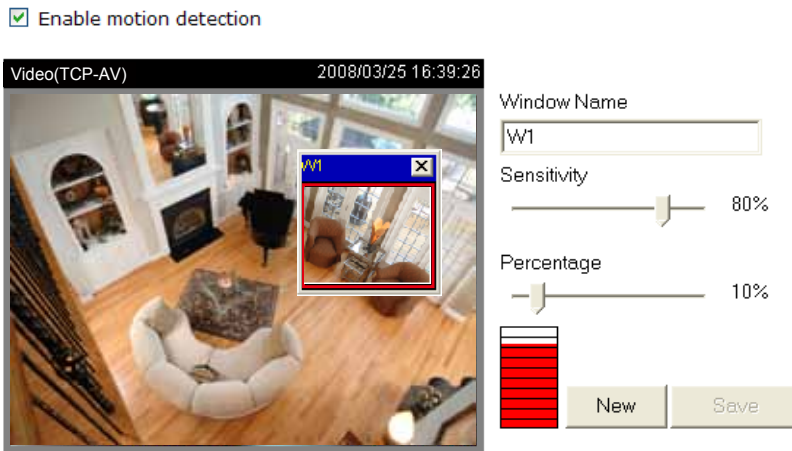 Enable motion detection
Video(TCP-AV) 2008/03/25 16:39:26
W1
Window Name
W1
Sensitivity
80%
Percentage
10%
New Save